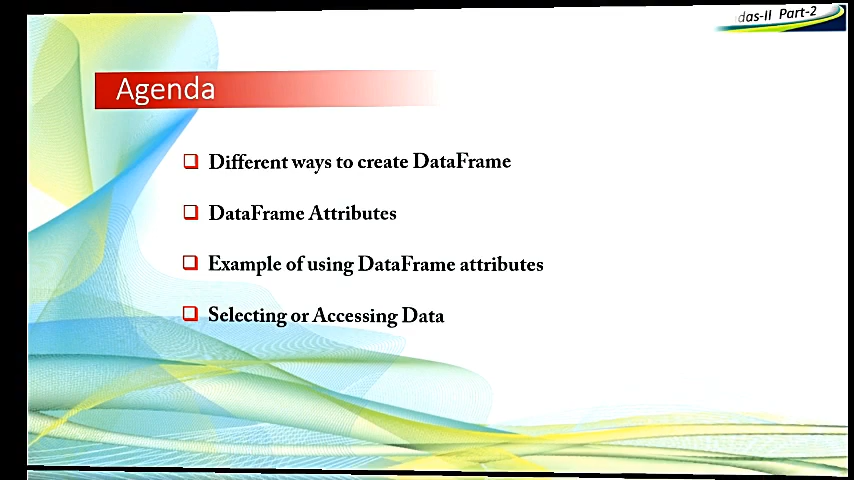 das-II Part-2
Agenda
Different ways to create DataFrame
DataFrame Attributes
Example of using DataFrame attributes
Selecting or Accessing Data